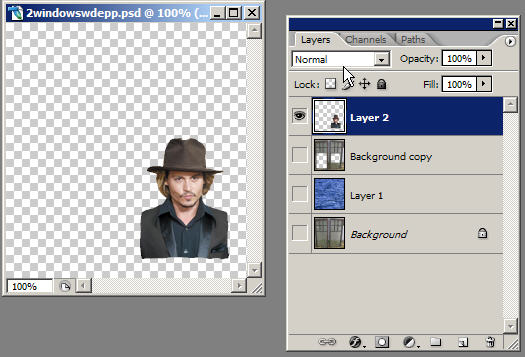 2windowswdepp.psd @ 100% (...
100%
Layers Channels Paths
Normal Opacity: 100%
Lock: Fill: 100%
Layer 2
Background copy
Layer 1
Background